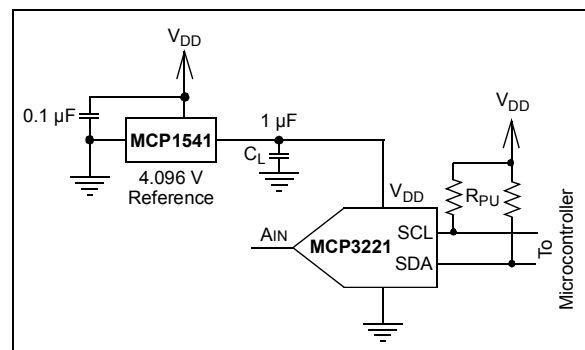 VDD
0.1 µF
MCP1541
4.096 V
Reference
1 µF
CL
VDD
VDD
RPU
AIN
MCP3221
SCL
SDA
To
Microcontroller